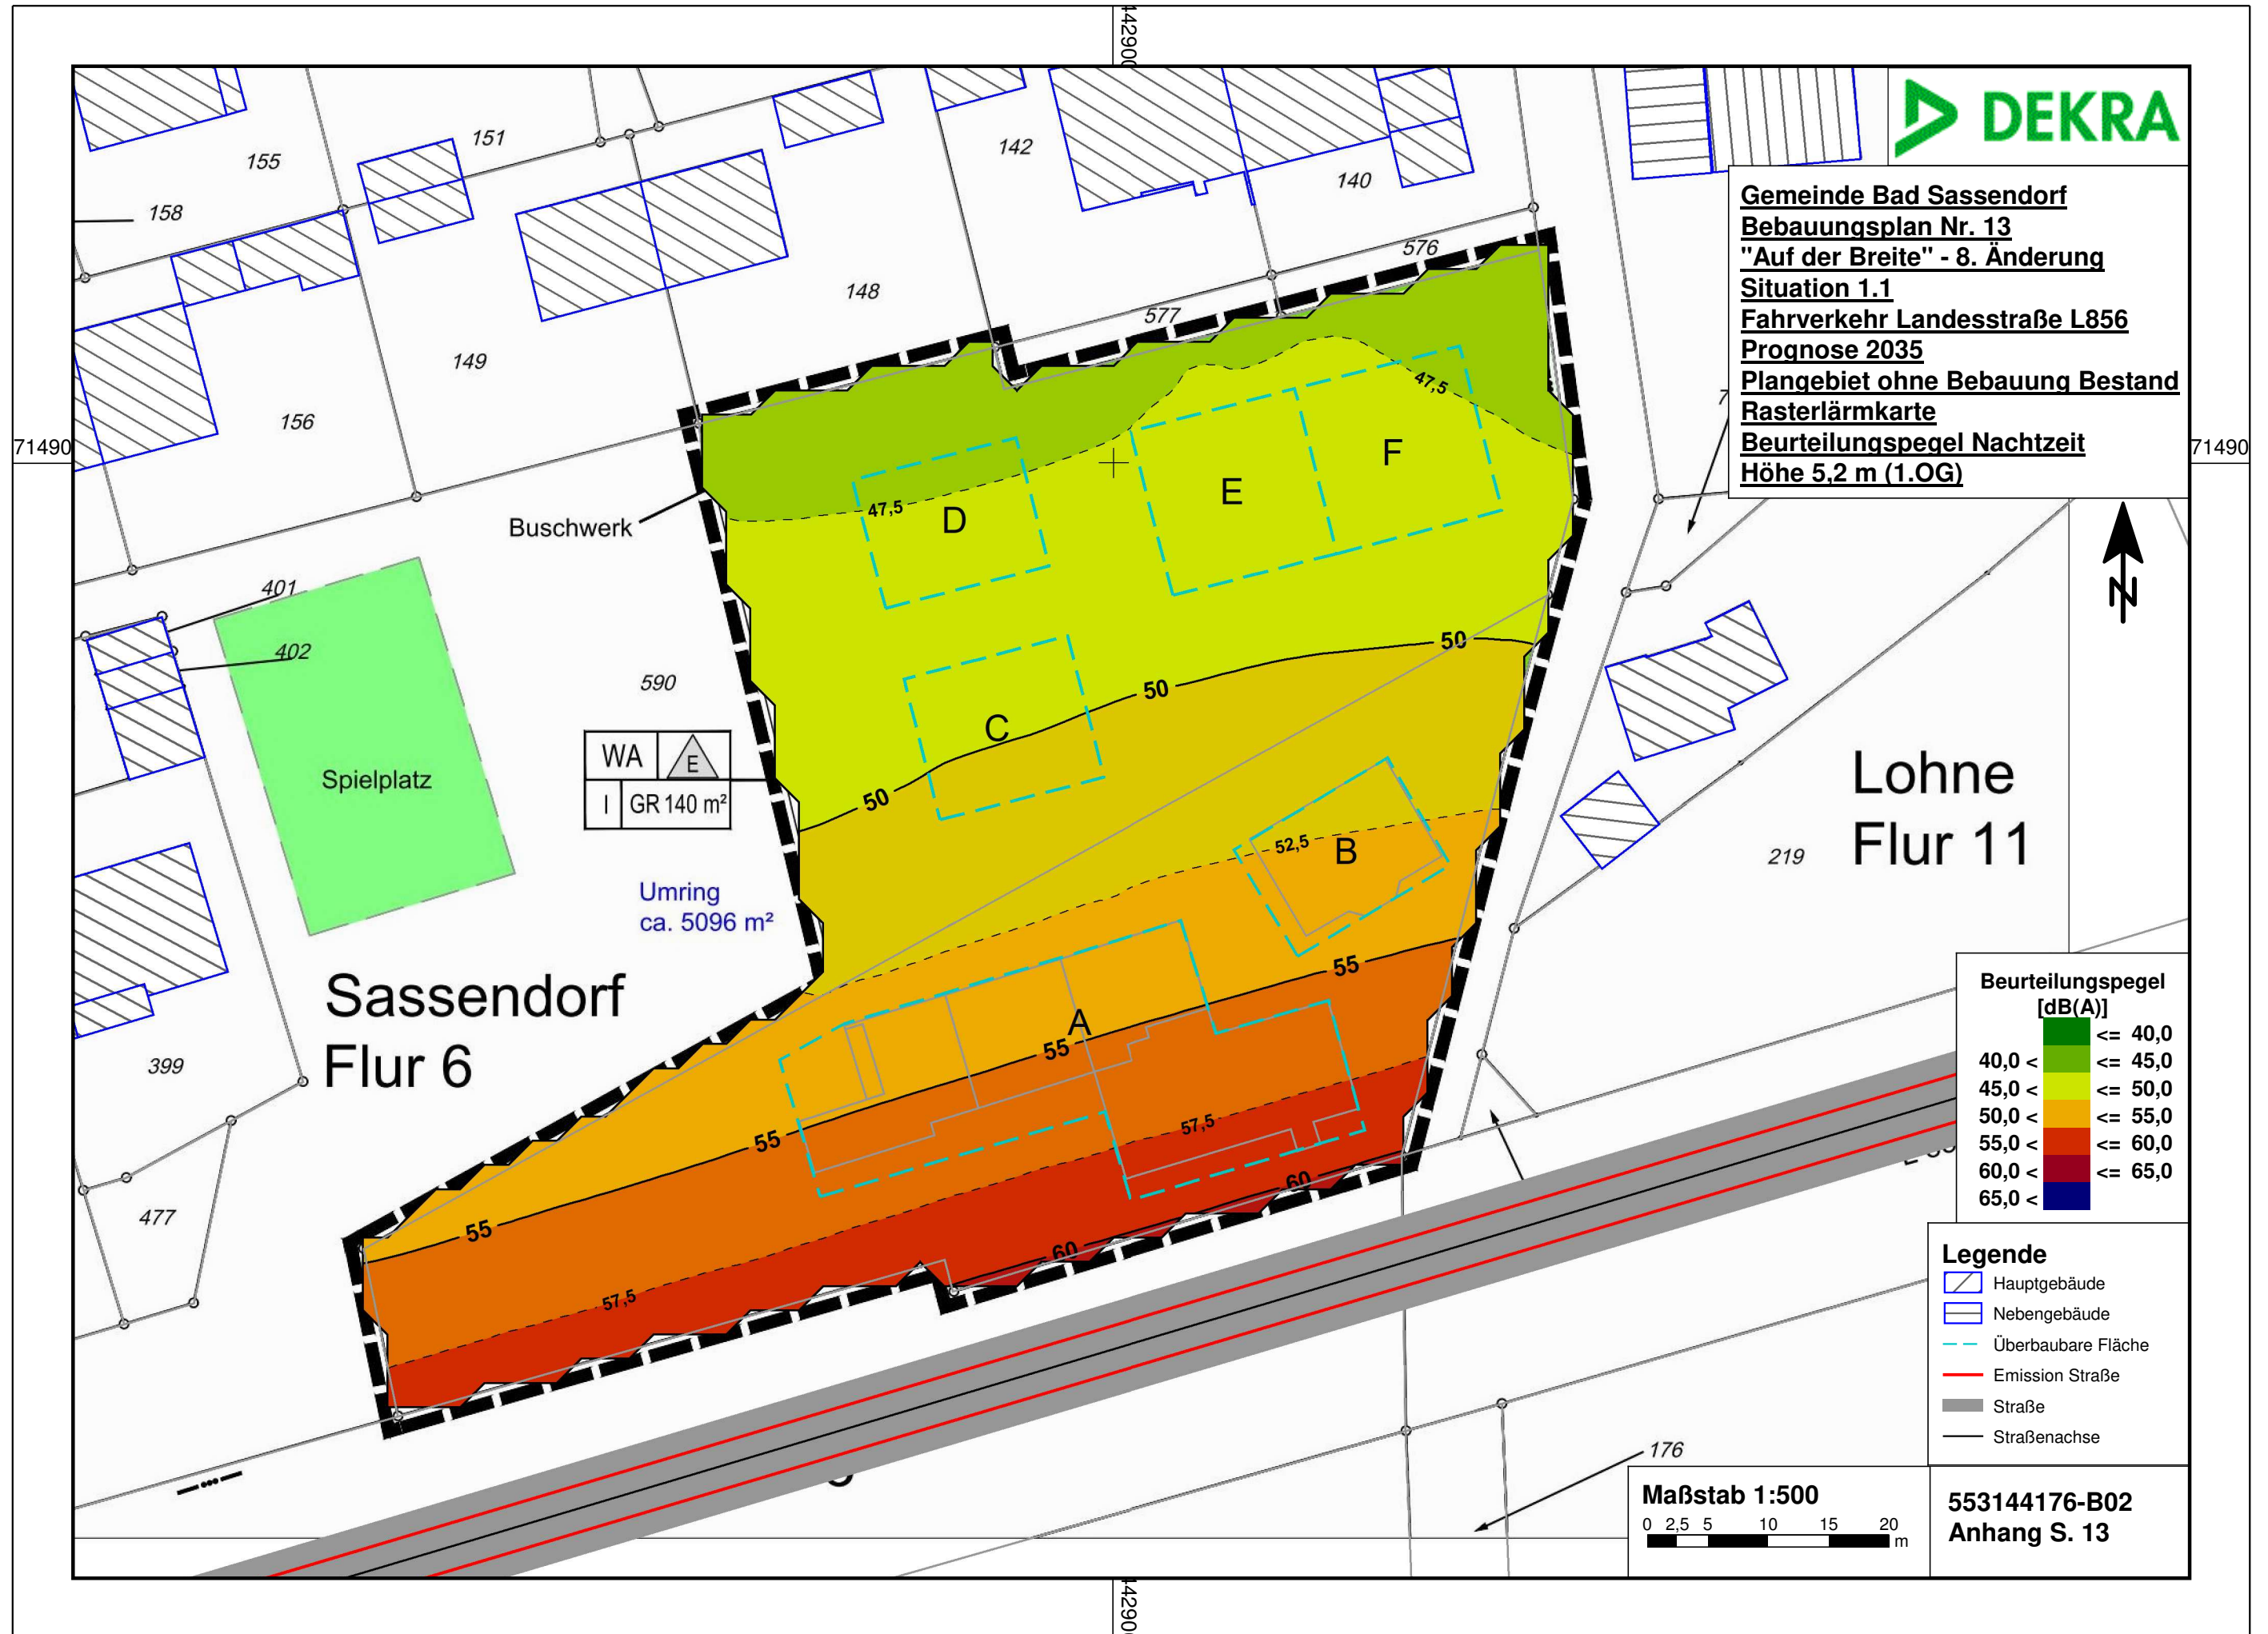 442900
DEKRA
Gemeinde Bad Sassendorf
Bebauungsplan Nr. 13
"Auf der Breite" - 8. Änderung
Situation 1.1
Fahrverkehr Landesstraße L856
Prognose 2035
Plangebiet ohne Bebauung Bestand
Rasterlärmkarte
Beurteilungspegel Nachtzeit
Höhe 5,2 m (1.OG)
151
155
158
142
140
576
577
148
149
156
71490
71490
47,5
F
E
D
47,5
Buschwerk
401
402
590
50
50
C
50
WA
E
I
GR 140 m²
Spielplatz
Umring
ca. 5096 m²
52,5
B
Lohne
Flur 11
219
Sassendorf
Flur 6
399
477
55
A
55
55
55
57,5
57,5
60
60
N
Beurteilungspegel
[dB(A)]
<= 40,0
40,0 < <= 45,0
45,0 < <= 50,0
50,0 < <= 55,0
55,0 < <= 60,0
60,0 < <= 65,0
65,0 <
Legende
Hauptgebäude
Nebengebäude
Überbaubare Fläche
Emission Straße
Straße
Straßenachse
176
Maßstab 1:500
0 2,5 5 10 15 20
m
553144176-B02
Anhang S. 13